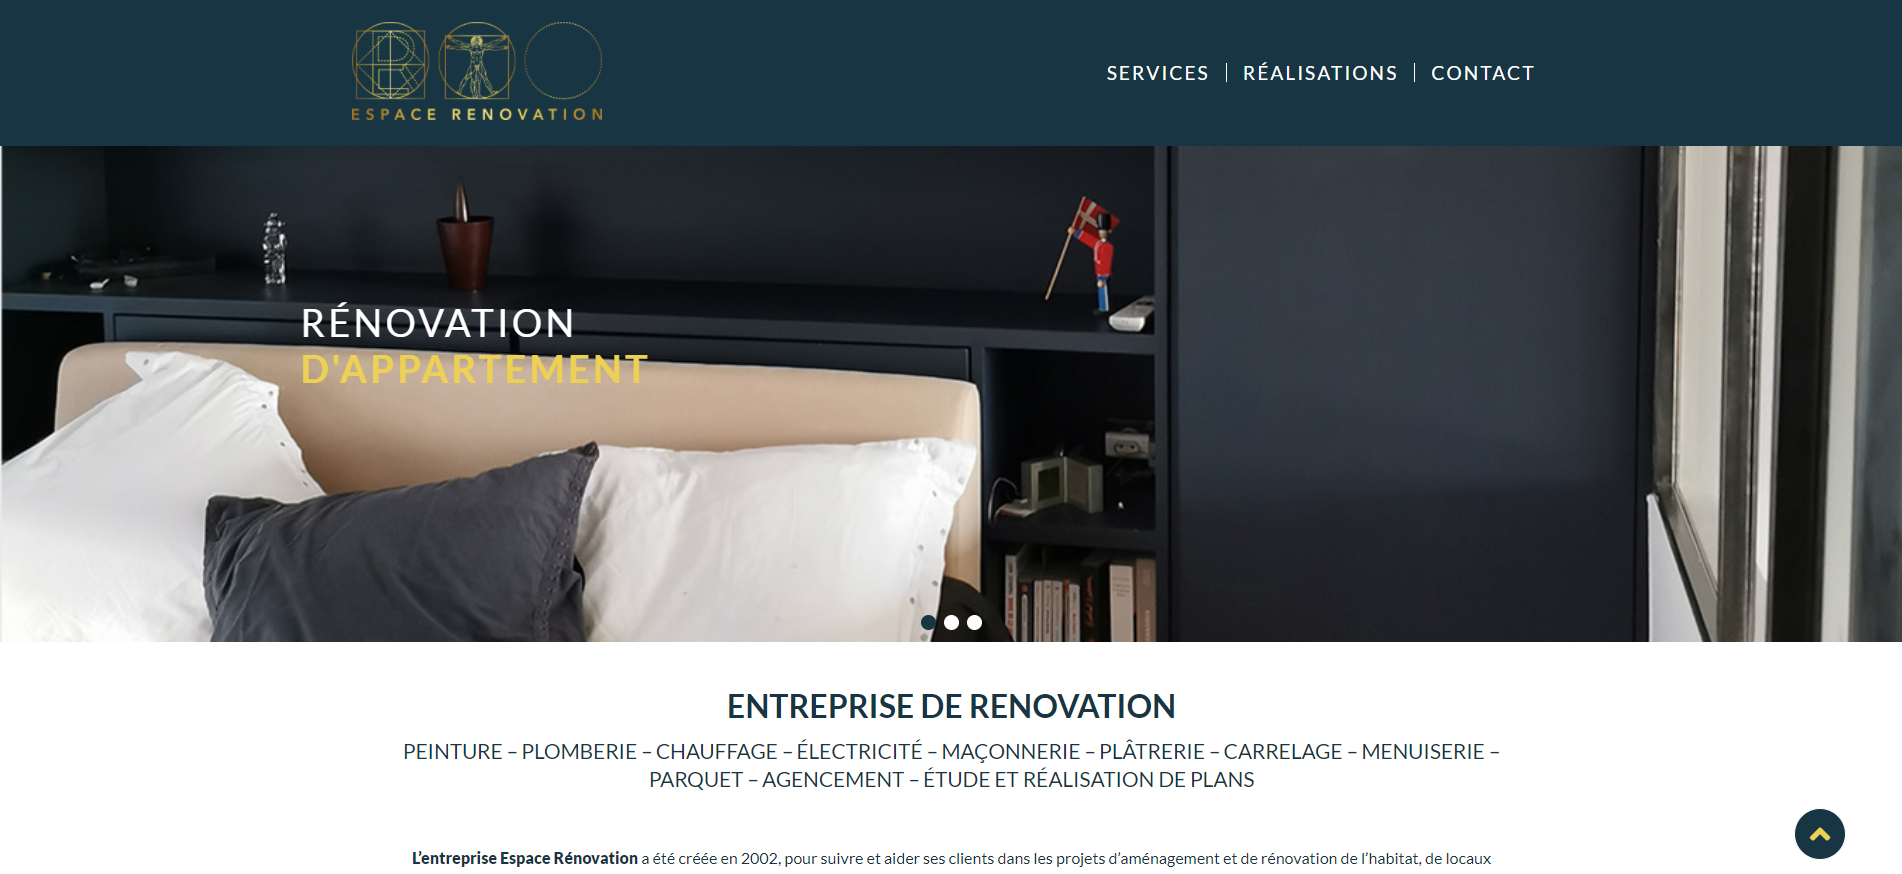 ESPACE RENOVATION
SERVICES
RÉALISATIONS
CONTACT
RÉNOVATION
D'APPARTEMENT
ENTREPRISE DE RENOVATION
PEINTURE – PLOMBERIE – CHAUFFAGE – ÉLECTRICITÉ – MAÇONNERIE – PLÂTRERIE – CARRELAGE – MENUISERIE –
PARQUET – AGENCEMENT – ÉTUDE ET RÉALISATION DE PLANS
L’entreprise Espace Rénovation a été créée en 2002, pour suivre et aider ses clients dans les projets d’aménagement et de rénovation de l’habitat, de locaux